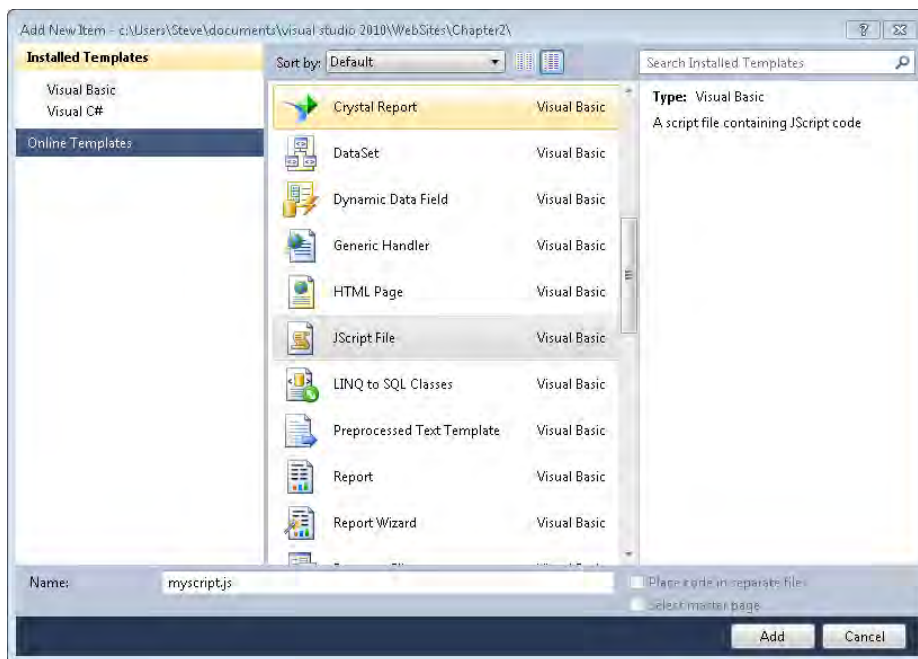 Add New Item - c:\Users\Steve\documents\visual studio 2010\WebSites\Chapter2\
Installed Templates
Visual Basic
Visual C#
Online Templates
Sort by: Default
Crystal Report Visual Basic
DataSet Visual Basic
Dynamic Data Field Visual Basic
Generic Handler Visual Basic
HTML Page Visual Basic
JScript File Visual Basic
LINQ to SQL Classes Visual Basic
Preprocessed Text Template Visual Basic
Report Visual Basic
Report Wizard Visual Basic
Search Installed Templates
Type: Visual Basic
A script file containing JScript code
Name: myscript.js
Place code in separate file
Select master page
Add Cancel